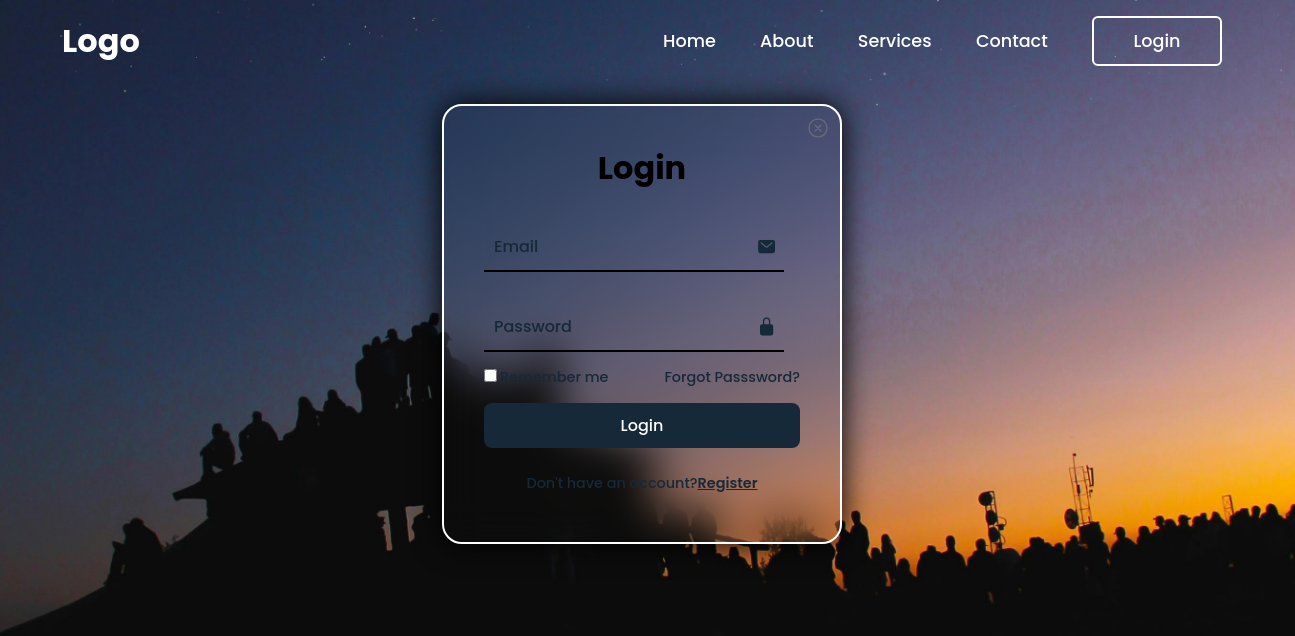 Logo
Home About Services Contact Login
Login
Email
Password
Remember me Forgot Passsword?
Login
Don't have an account?Register